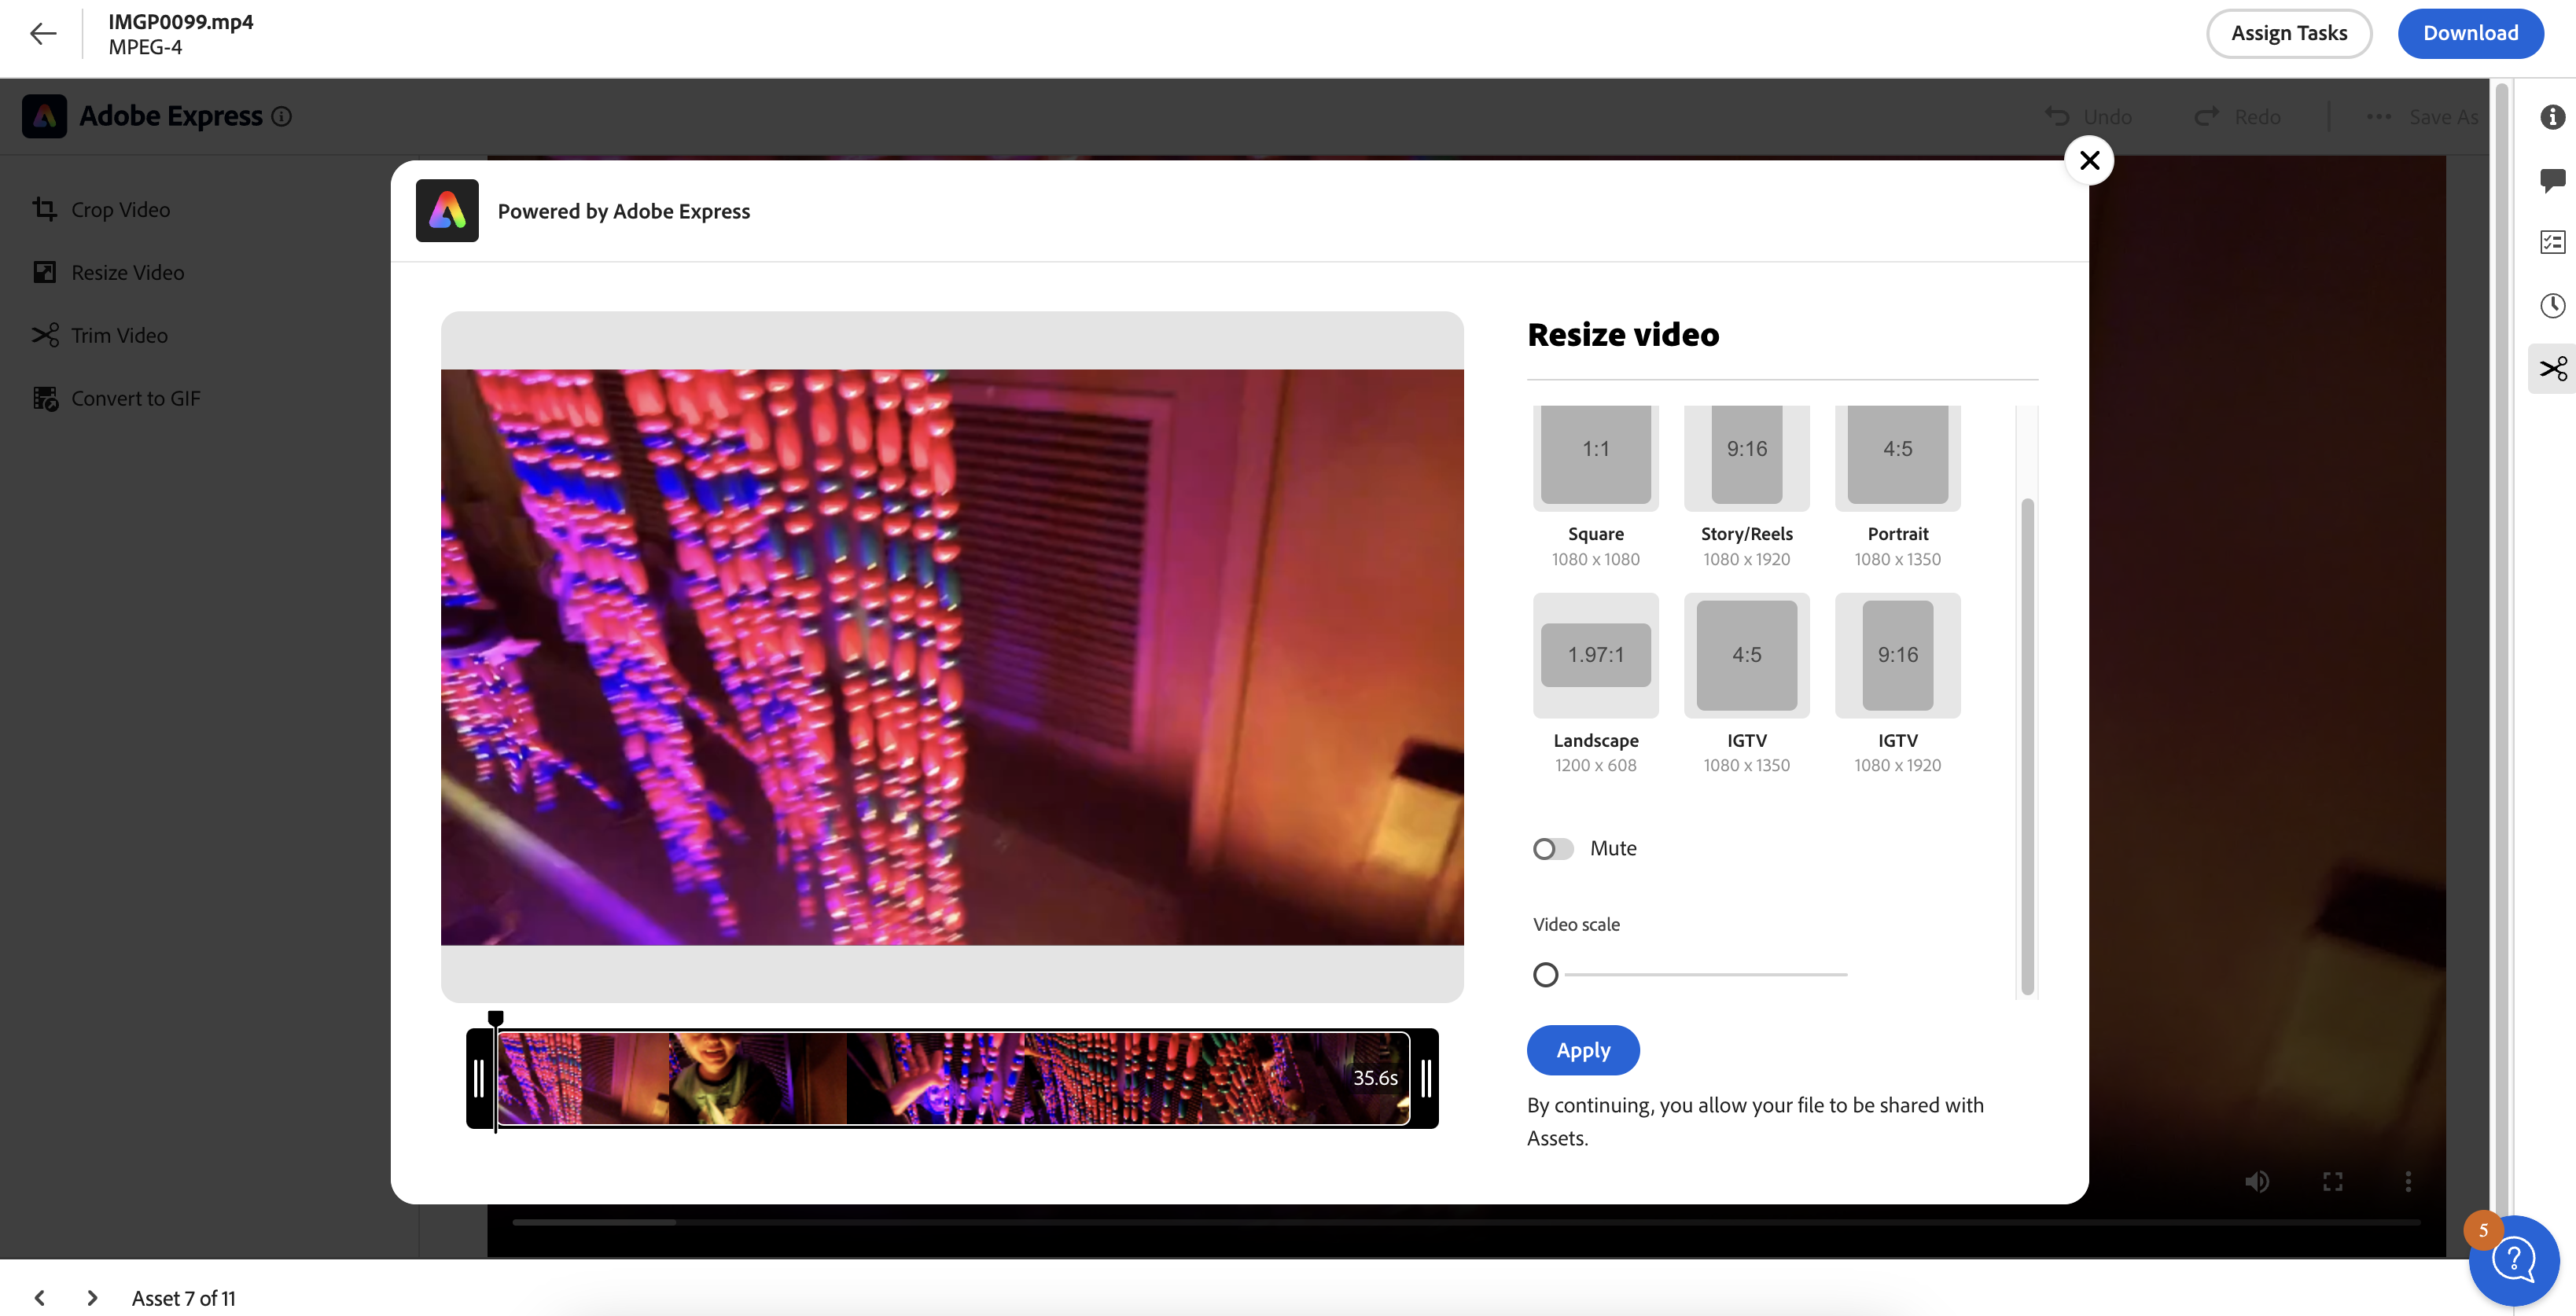 IMGP0099.mp4
MPEG-4
Assign Tasks
Download
Adobe Express
Undo
Redo
Save As
Crop Video
Resize Video
Trim Video
Convert to GIF
Powered by Adobe Express
Resize video
1:1
9:16
4:5
Square
Story/Reels
Portrait
1080 x 1080
1080 x 1920
1080 x 1350
1.97:1
4:5
9:16
Landscape
IGTV
IGTV
1200 x 608
1080 x 1350
1080 x 1920
Mute
Video scale
35.6s
Apply
By continuing, you allow your file to be shared with
Assets.
5
Asset 7 of 11